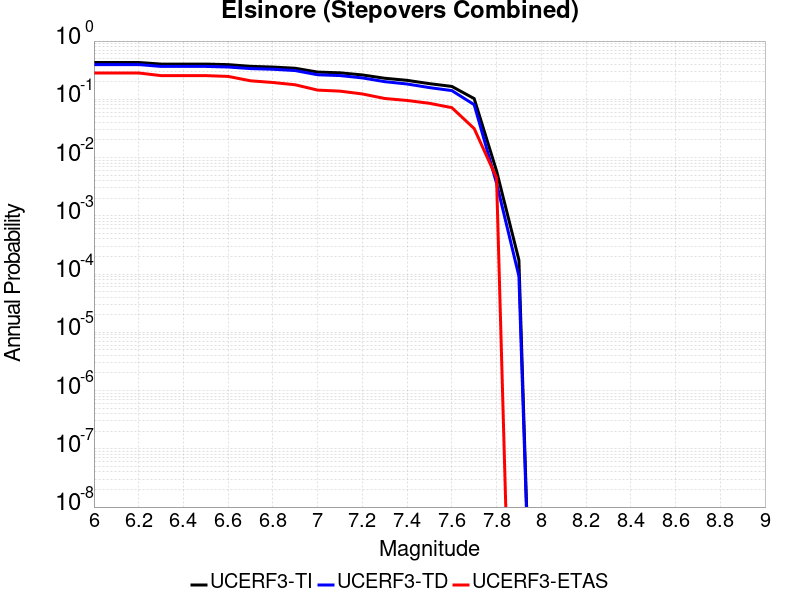 Elsinore (Stepovers Combined)
10^0
10^-1
10^-2
10^-3
10^-4
10^-5
10^-6
10^-7
10^-8
Annual Probability
6 6.2 6.4 6.6 6.8 7 7.2 7.4 7.6 7.8 8 8.2 8.4 8.6 8.8 9
Magnitude
UCERF3-TI UCERF3-TD UCERF3-ETAS